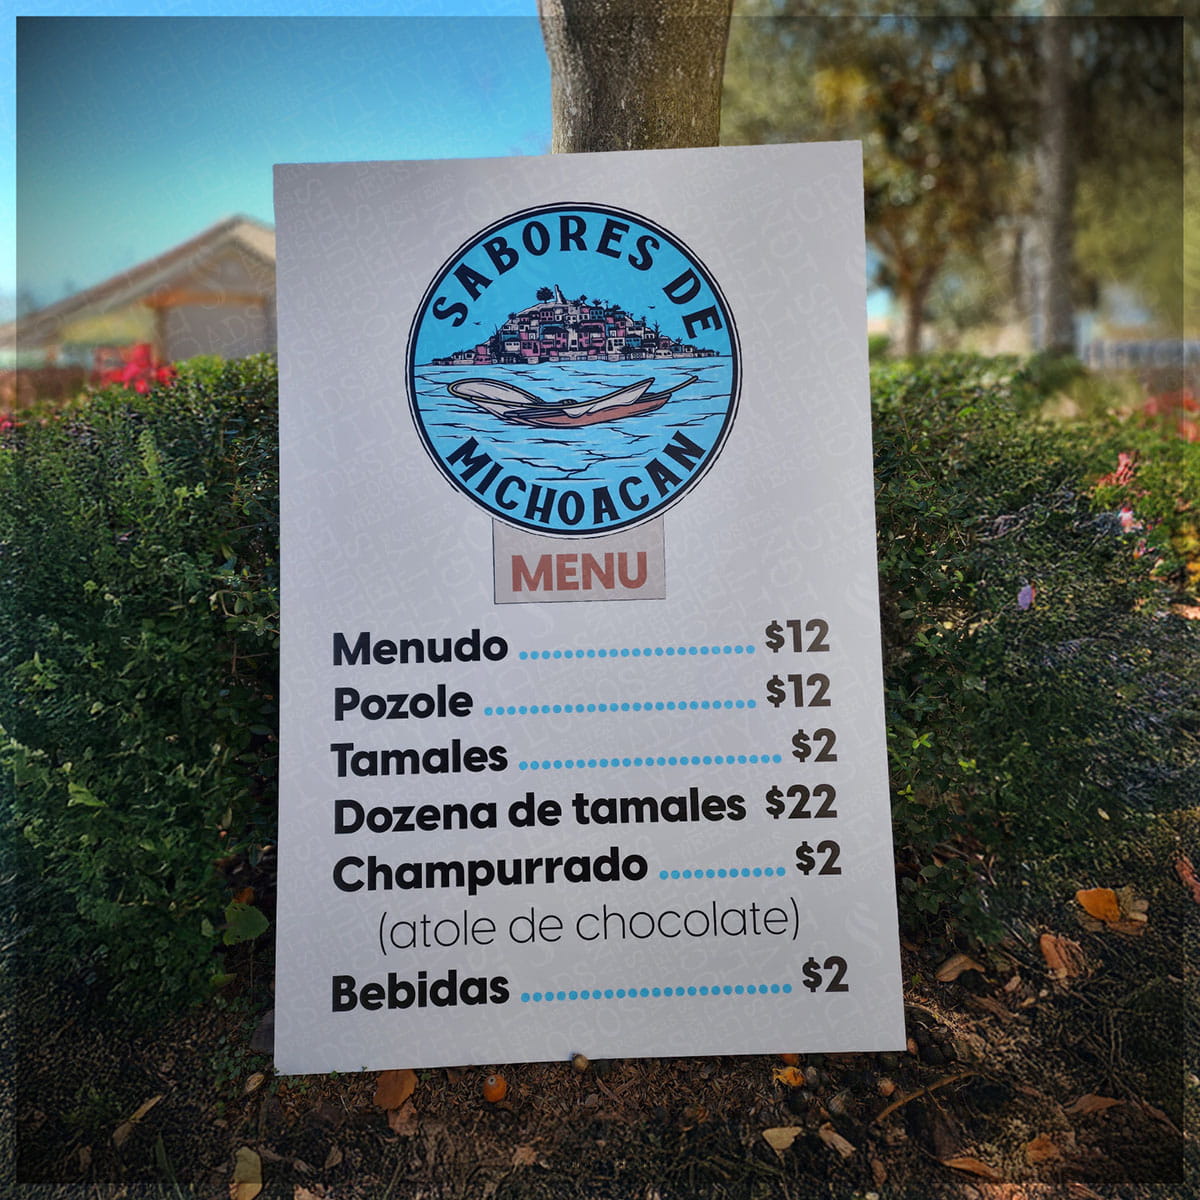 SABORES DE
MICHOACAN
MENU
Menudo ........................ $12
Pozole ............................ $12
Tamales ........................... $2
Dozena de tamales $22
Champurrado ............ $2
(atole de chocolate)
Bebidas ............................ $2